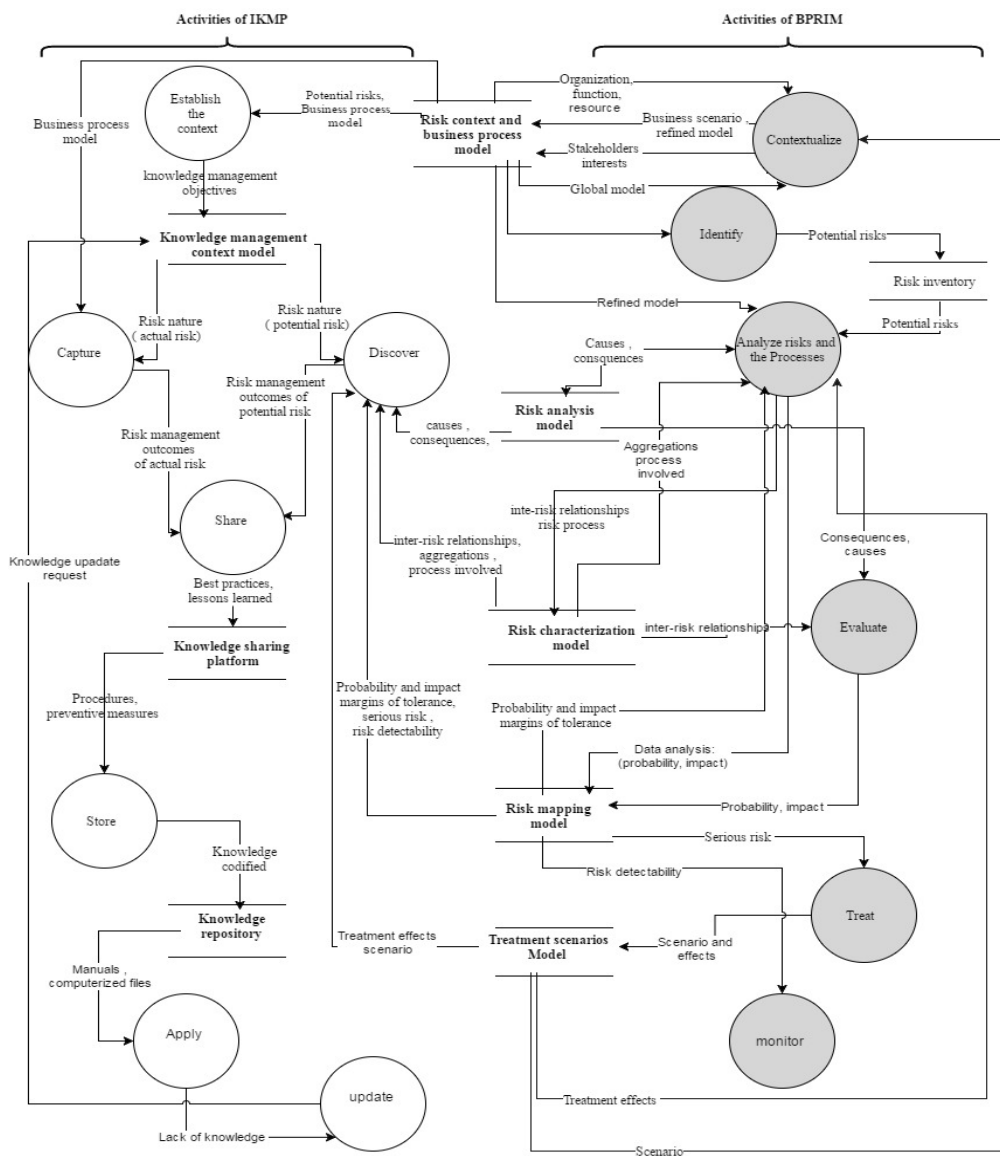 Activities of IKMP
Activities of BPRIM
Establish
the
context
Potential risks,
Business process
model
Business process
model
Risk context and
business process
model
Organization,
function,
resource
Business scenario ,
refined model
Stakeholders
interests
Global model
Contextualize
knowledge management
objectives
Knowledge management
context model
Identify
Potential risks
Risk inventory
Potential risks
Refined model
Capture
Risk nature
( actual risk)
Risk nature
( potential risk)
Discover
Causes ,
consquences
Analyze risks and
the Processes
Risk management
outcomes of
potential risk
Risk analysis
model
causes ,
consequences,
Risk management
outcomes
of actual risk
Aggregations
process
involved
Share
inte-risk relationships
risk process
inter-risk relationships,
aggregations ,
process involved
Consequences,
causes
Knowledge upadate
request
Best practices,
lessons learned
Risk characterization
model
inter-risk relationships
Evaluate
Knowledge sharing
platform
Procedures,
preventive measures
Probability and impact
margins of tolerance,
serious risk ,
risk detectability
Probability and impact
margins of tolerance
Data analysis:
(probability, impact)
Risk mapping
model
Probability, impact
Store
Serious risk
Knowledge
codified
Risk detectability
Knowledge
repository
Treatment effects
scenario
Treatment scenarios
Model
Scenario and
effects
Treat
Manuals ,
computerized files
Apply
monitor
update
Treatment effects
Lack of knowledge
Scenario